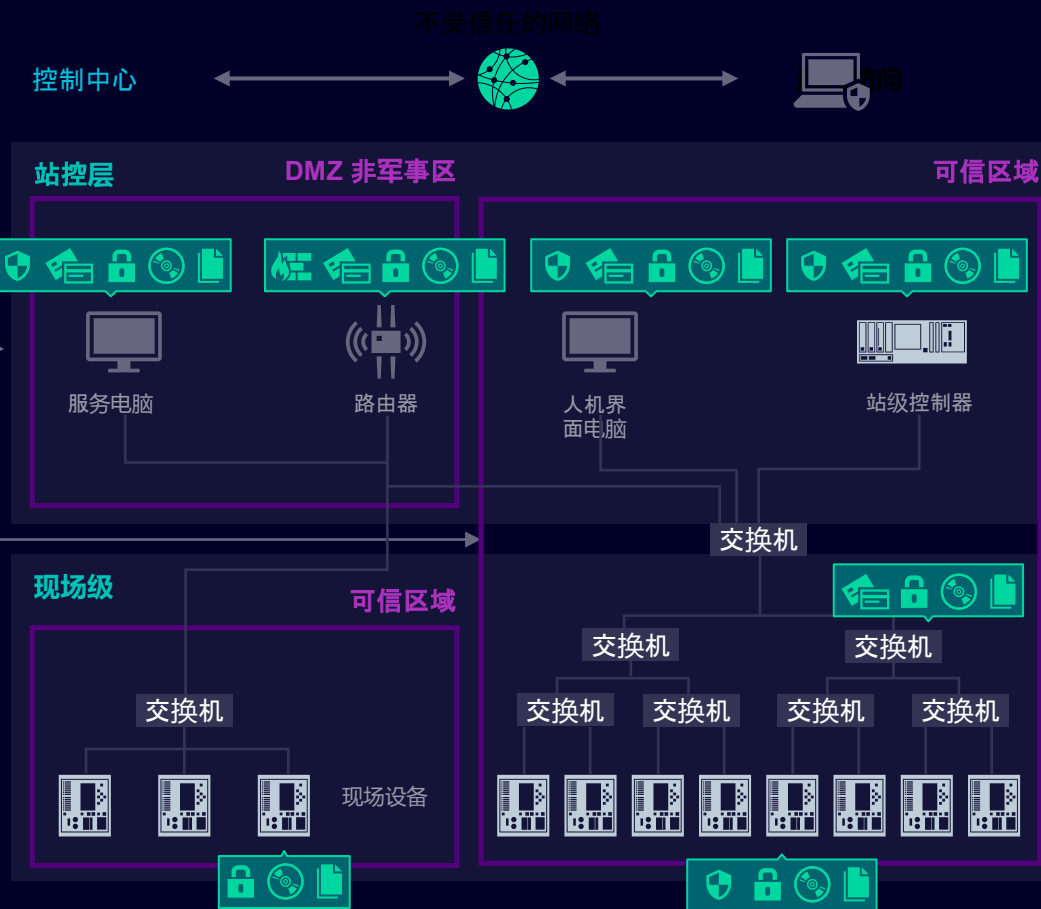 不受信任的网络
控制中心
访问
站控层
DMZ 非军事区
可信区域
服务电脑
路由器
人机界
面电脑
站级控制器
交换机
现场级
可信区域
交换机
交换机
交换机
交换机
交换机
交换机
交换机
现场设备